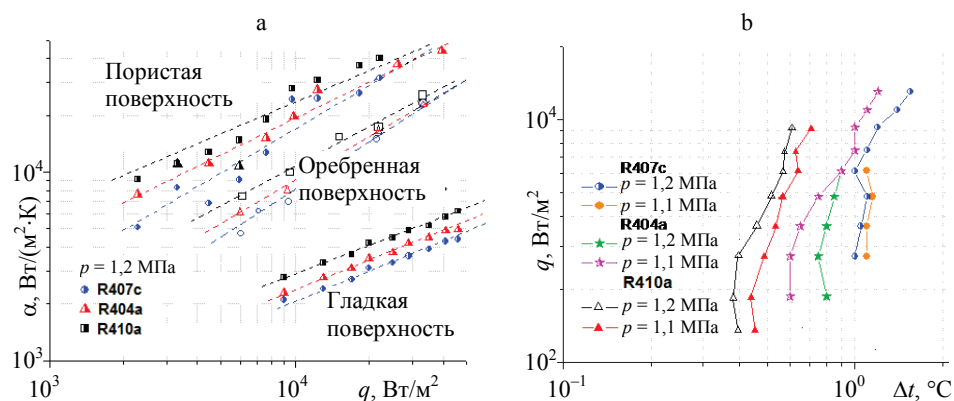 а
Пористая
поверхность
Оребренная
поверхность
Гладкая
поверхность
p = 1,2 МПа
R407c
R404a
R410a
α, Вт/(м²·К)
10⁴
10³
10³
10⁴
q, Вт/м²
b
q, Вт/м²
10⁴
10²
R407c
p = 1,2 МПа
p = 1,1 МПа
R404a
p = 1,2 МПа
p = 1,1 МПа
R410a
p = 1,2 МПа
p = 1,1 МПа
10⁻¹
10⁰
Δt, °C